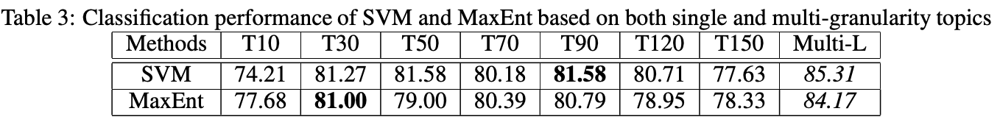 Table 3: Classification performance of SVM and MaxEnt based on both single and multi-granularity topics
Methods T10 T30 T50 T70 T90 T120 T150 Multi-L
SVM 74.21 81.27 81.58 80.18 81.58 80.71 77.63 85.31
MaxEnt 77.68 81.00 79.00 80.39 80.79 78.95 78.33 84.17